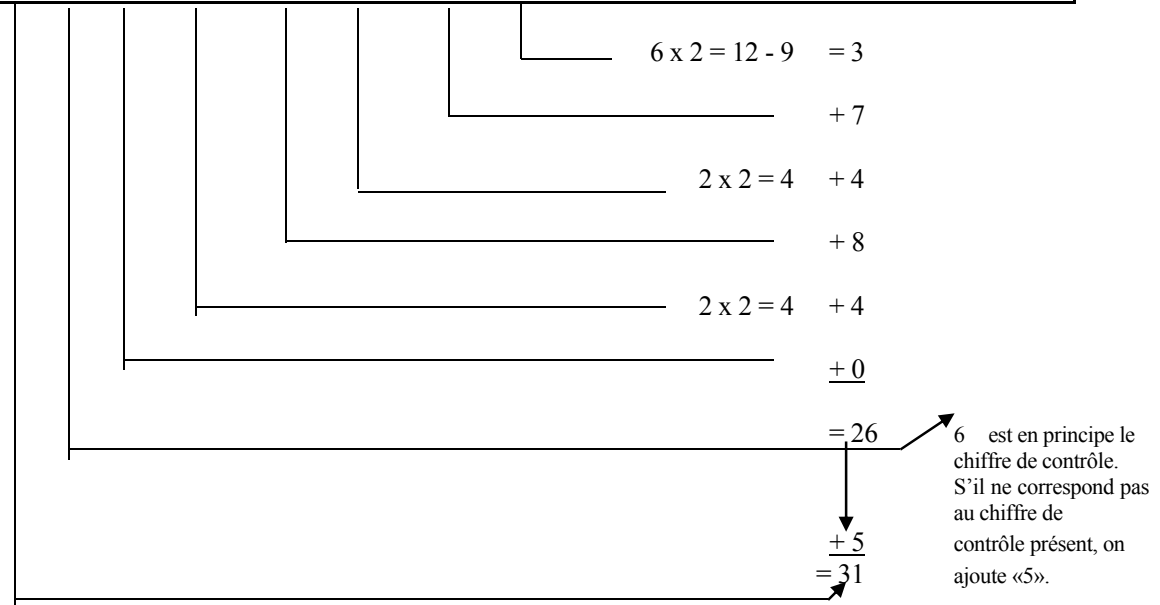 6 x 2 = 12 - 9 = 3
+ 7
2 x 2 = 4 + 4
+ 8
2 x 2 = 4 + 4
+ 0
= 26
6 est en principe le
chiffre de contrôle.
S’il ne correspond pas
au chiffre de
+ 5 contrôle présent, on
= 31 ajoute «5».